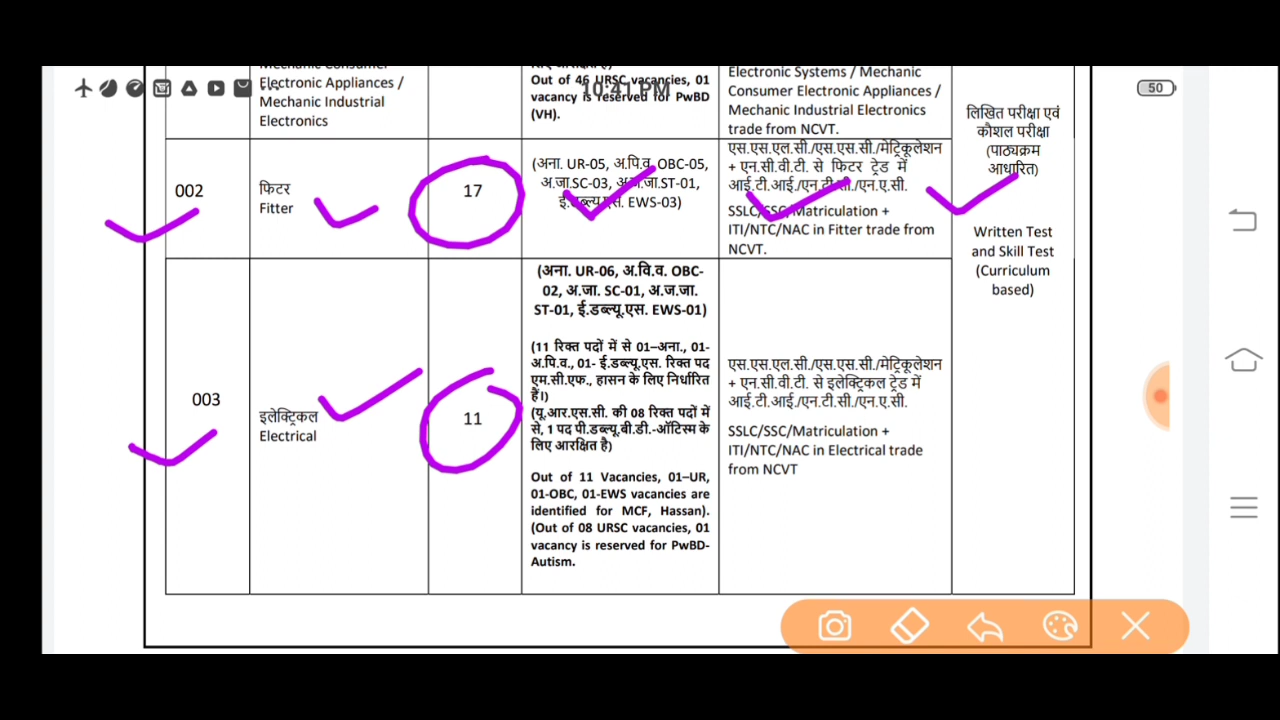 10:41 PM
50
Electronic Appliances /
Mechanic Industrial
Electronics
Out of 46 URSC vacancies, 01
vacancy is reserved for PwBD
(VH).
Electronic Systems / Mechanic
Consumer Electronic Appliances /
Mechanic Industrial Electronics
trade from NCVT.
लिखित परीक्षा एवं
कौशल परीक्षा
(पाठ्यक्रम
आधारित)
Written Test
and Skill Test
(Curriculum
based)
002
फिटर
Fitter
17
(अना. UR-05, अ.पि.व. OBC-05,
अ.जा.SC-03, अ.ज.जा.ST-01,
ई.डब्ल्यू.एस. EWS-03)
एस.एस.एल.सी./एस.एस.सी./मेट्रिकूलेशन
+ एन.सी.वी.टी. से फिटर ट्रेड में
आई.टी.आई/एन.टी.सी./एन.ए.सी.
SSLC/SSC/Matriculation +
ITI/NTC/NAC in Fitter trade from
NCVT.
003
इलेक्ट्रिकल
Electrical
11
(अना. UR-06, अ.वि.व. OBC-
02, अ.जा. SC-01, अ.ज.जा.
ST-01, ई.डब्ल्यू.एस. EWS-01)
(11 रिक्त पदों में से 01–अना., 01-
अ.पि.व., 01- ई.डब्ल्यू.एस. रिक्त पद
एम.सी.एफ., हासन के लिए निर्धारित
हैं।)
(यू.आर.एस.सी. की 08 रिक्त पदों में
से, 1 पद पी.डब्ल्यू.बी.डी.-ऑटिस्म के
लिए आरक्षित है)
Out of 11 Vacancies, 01–UR,
01-OBC, 01-EWS vacancies are
identified for MCF, Hassan).
(Out of 08 URSC vacancies, 01
vacancy is reserved for PwBD-
Autism.
एस.एस.एल.सी./एस.एस.सी./मेट्रिकूलेशन
+ एन.सी.वी.टी. से इलेक्ट्रिकल ट्रेड में
आई.टी.आई/एन.टी.सी./एन.ए.सी.
SSLC/SSC/Matriculation +
ITI/NTC/NAC in Electrical trade
from NCVT